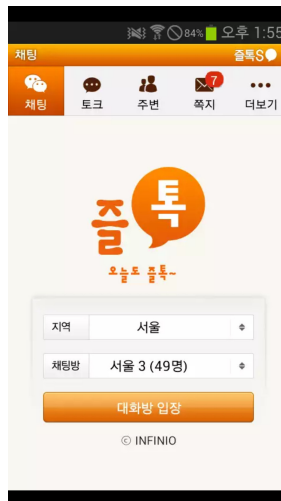 84% 오후 1:55
채팅 즐톡S
7
채팅 토크 주변 쪽지 더보기
즐톡
오늘도 즐톡~
지역 서울
채팅방 서울 3 (49명)
대화방 입장
ⓒ INFINIO